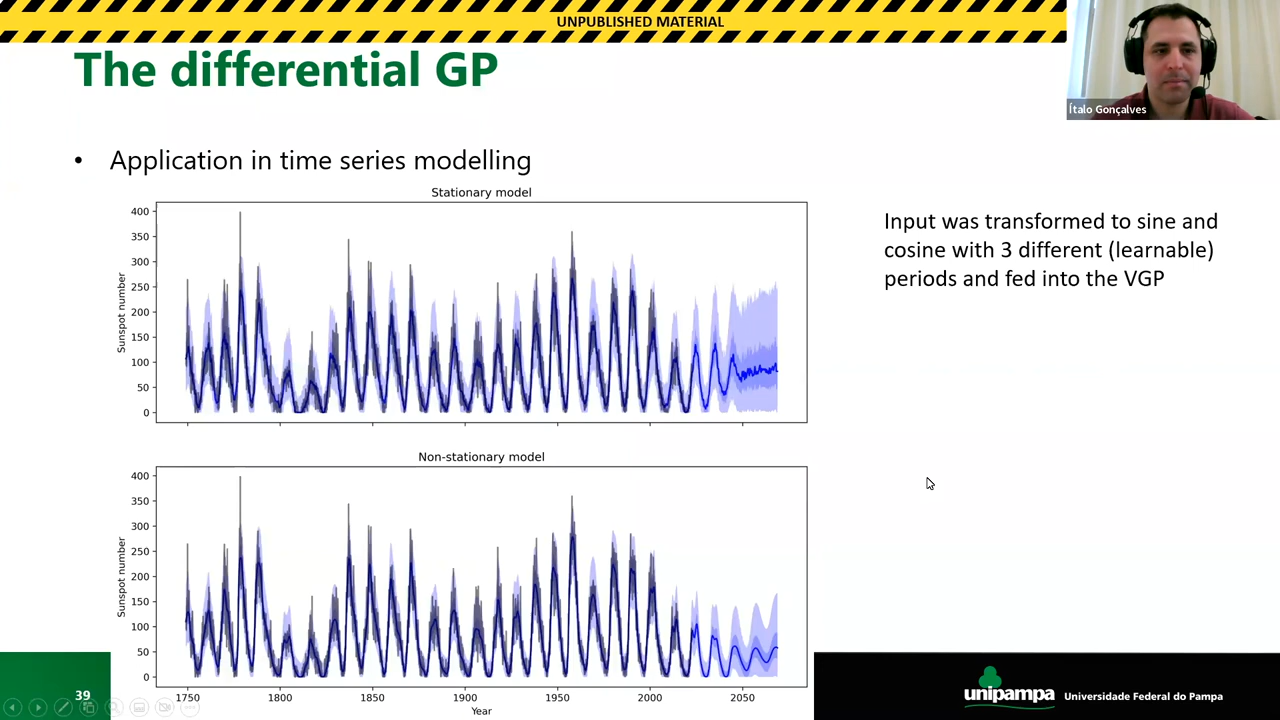 UNPUBLISHED MATERIAL
The differential GP
Ítalo Gonçalves
• Application in time series modelling
Stationary model
400
350
300
250
200
150
100
50
0
Sunspot number
Input was transformed to sine and
cosine with 3 different (learnable)
periods and fed into the VGP
Non-stationary model
400
350
300
250
200
150
100
50
0
Sunspot number
1750 1800 1850 1900 1950 2000 2050
Year
39
unipampa
Universidade Federal do Pampa